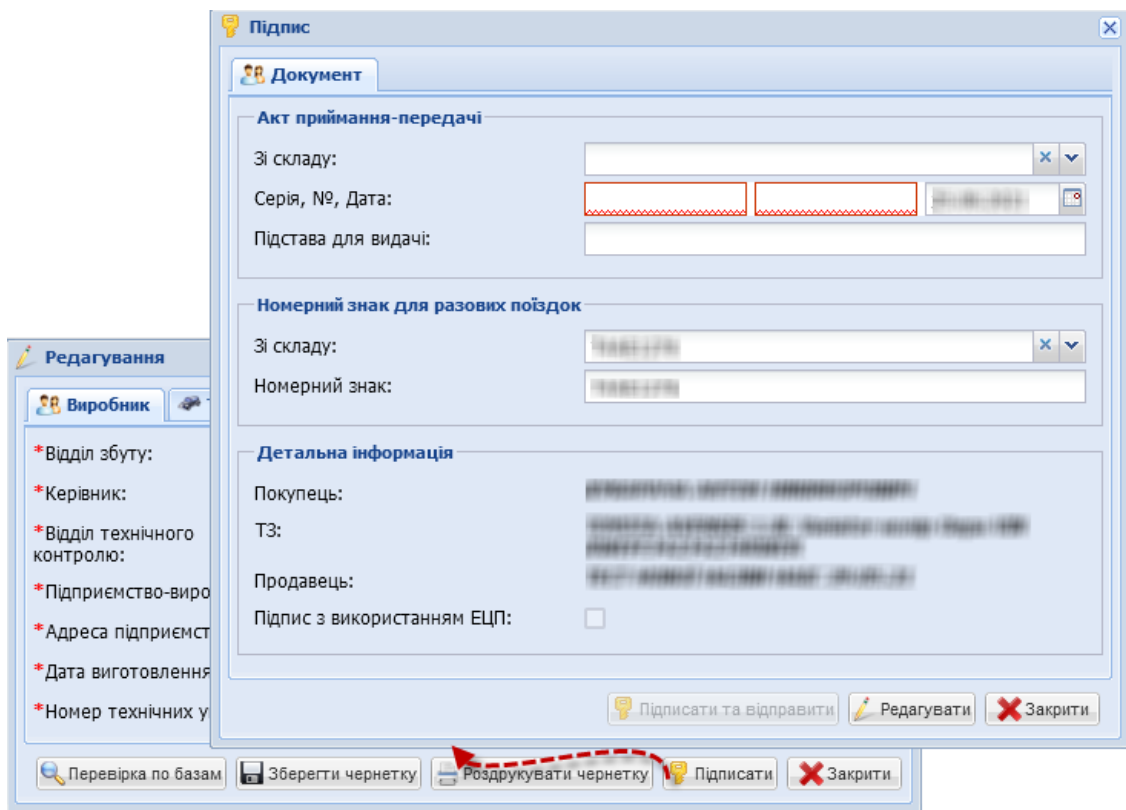 Підпис
Документ
Акт приймання-передачі
Зі складу:
Серія, №, Дата:
Підстава для видачі:
Номерний знак для разових поїздок
Зі складу:
Номерний знак:
Детальна інформація
Покупець:
ТЗ:
Продавець:
Підпис з використанням ЕЦП:
Підписати та відправити Редагувати Закрити
Редагування
Виробник
*Відділ збуту:
*Керівник:
*Відділ технічного
контролю:
*Підприємство-виро
*Адреса підприємст
*Дата виготовлення
*Номер технічних у
Перевірка по базам Зберегти чернетку Роздрукувати чернетку Підписати Закрити